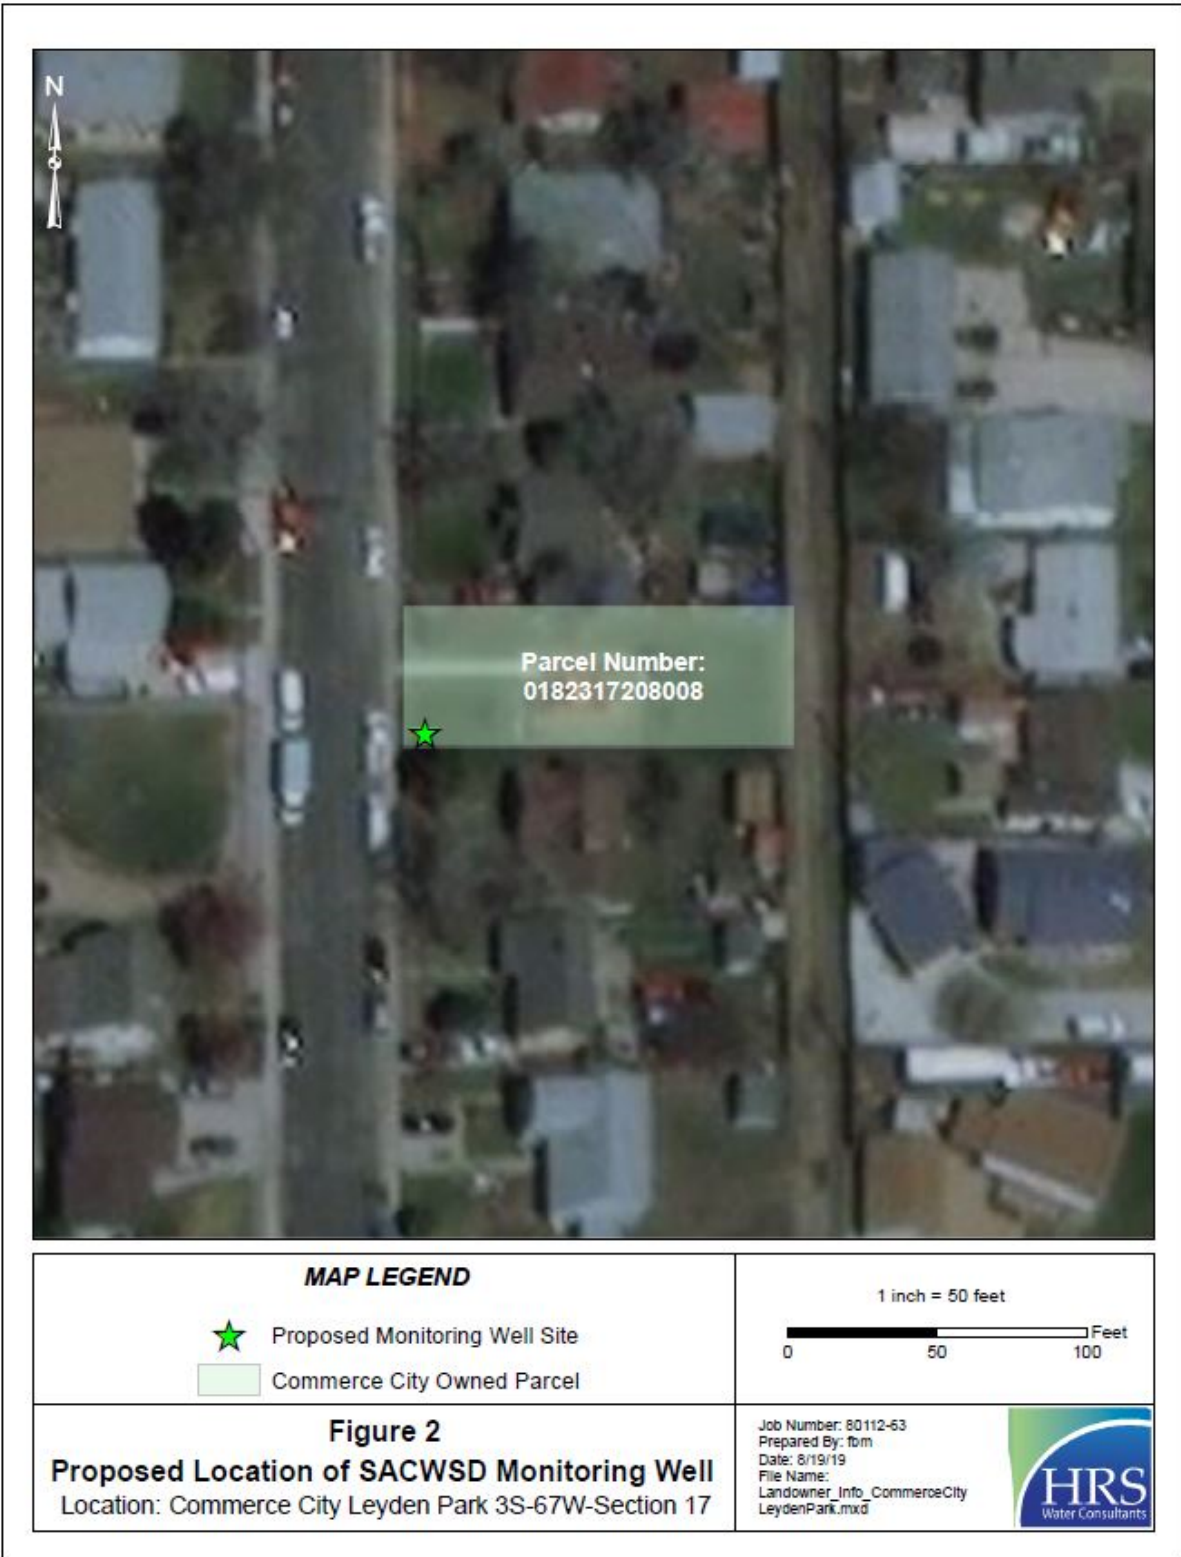 N
Parcel Number:
0182317208008
MAP LEGEND
Proposed Monitoring Well Site
Commerce City Owned Parcel
1 inch = 50 feet
Feet
0 50 100
Figure 2
Proposed Location of SACWSD Monitoring Well
Location: Commerce City Leyden Park 3S-67W-Section 17
Job Number: 80112-63
Prepared By: fbm
Date: 8/19/19
File Name:
Landowner_Info_CommerceCity
LeydenPark.mxd
HRS
Water Consultants